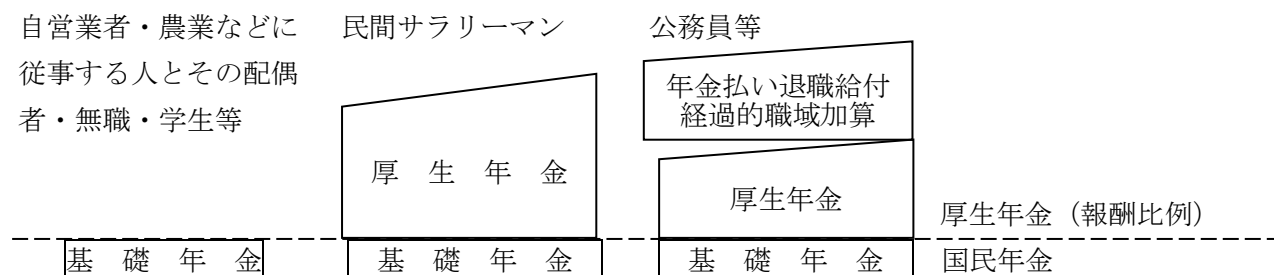 自営業者・農業などに
従事する人とその配偶
者・無職・学生等
民間サラリーマン
公務員等
年金払い退職給付
経過的職域加算
厚 生 年 金
厚生年金
厚生年金（報酬比例）
基 礎 年 金
基 礎 年 金
基 礎 年 金
国民年金